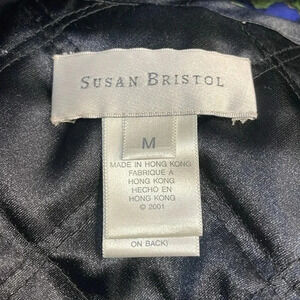 SUSAN BRISTOL
M
MADE IN HONG KONG
FABRIQUE A
HONG KONG
HECHO EN
HONG KONG
© 2001
ON BACK)